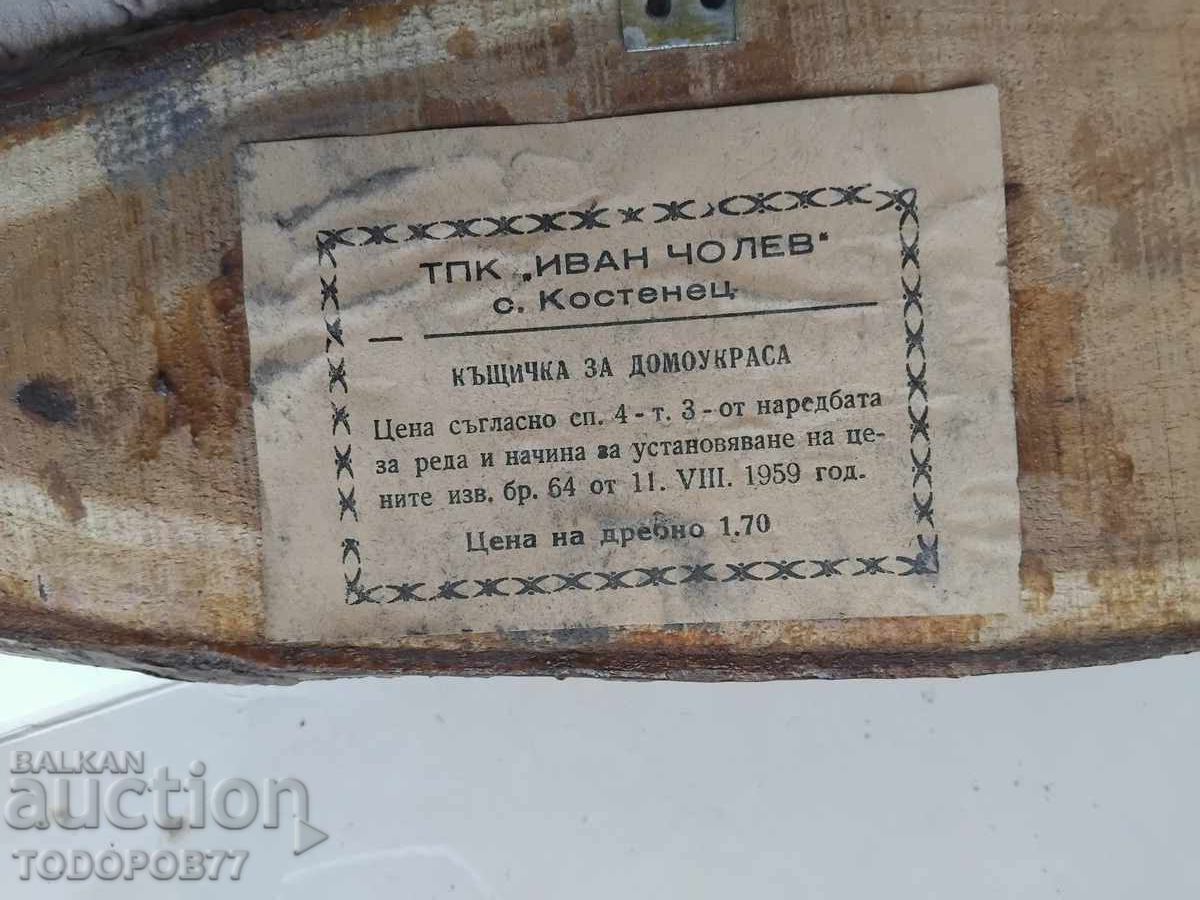 ТПК „ИВАН ЧОЛЕВ"
с. Костенец
КЪЩИЧКА ЗА ДОМОУКРАСА
Цена съгласно сп. 4 - т. 3 - от наредбата
за реда и начина за установяване на це-
ните изв. бр. 64 от 11. VIII. 1959 год.
Цена на дребно 1.70
BALKAN
auction
TODOPOB77